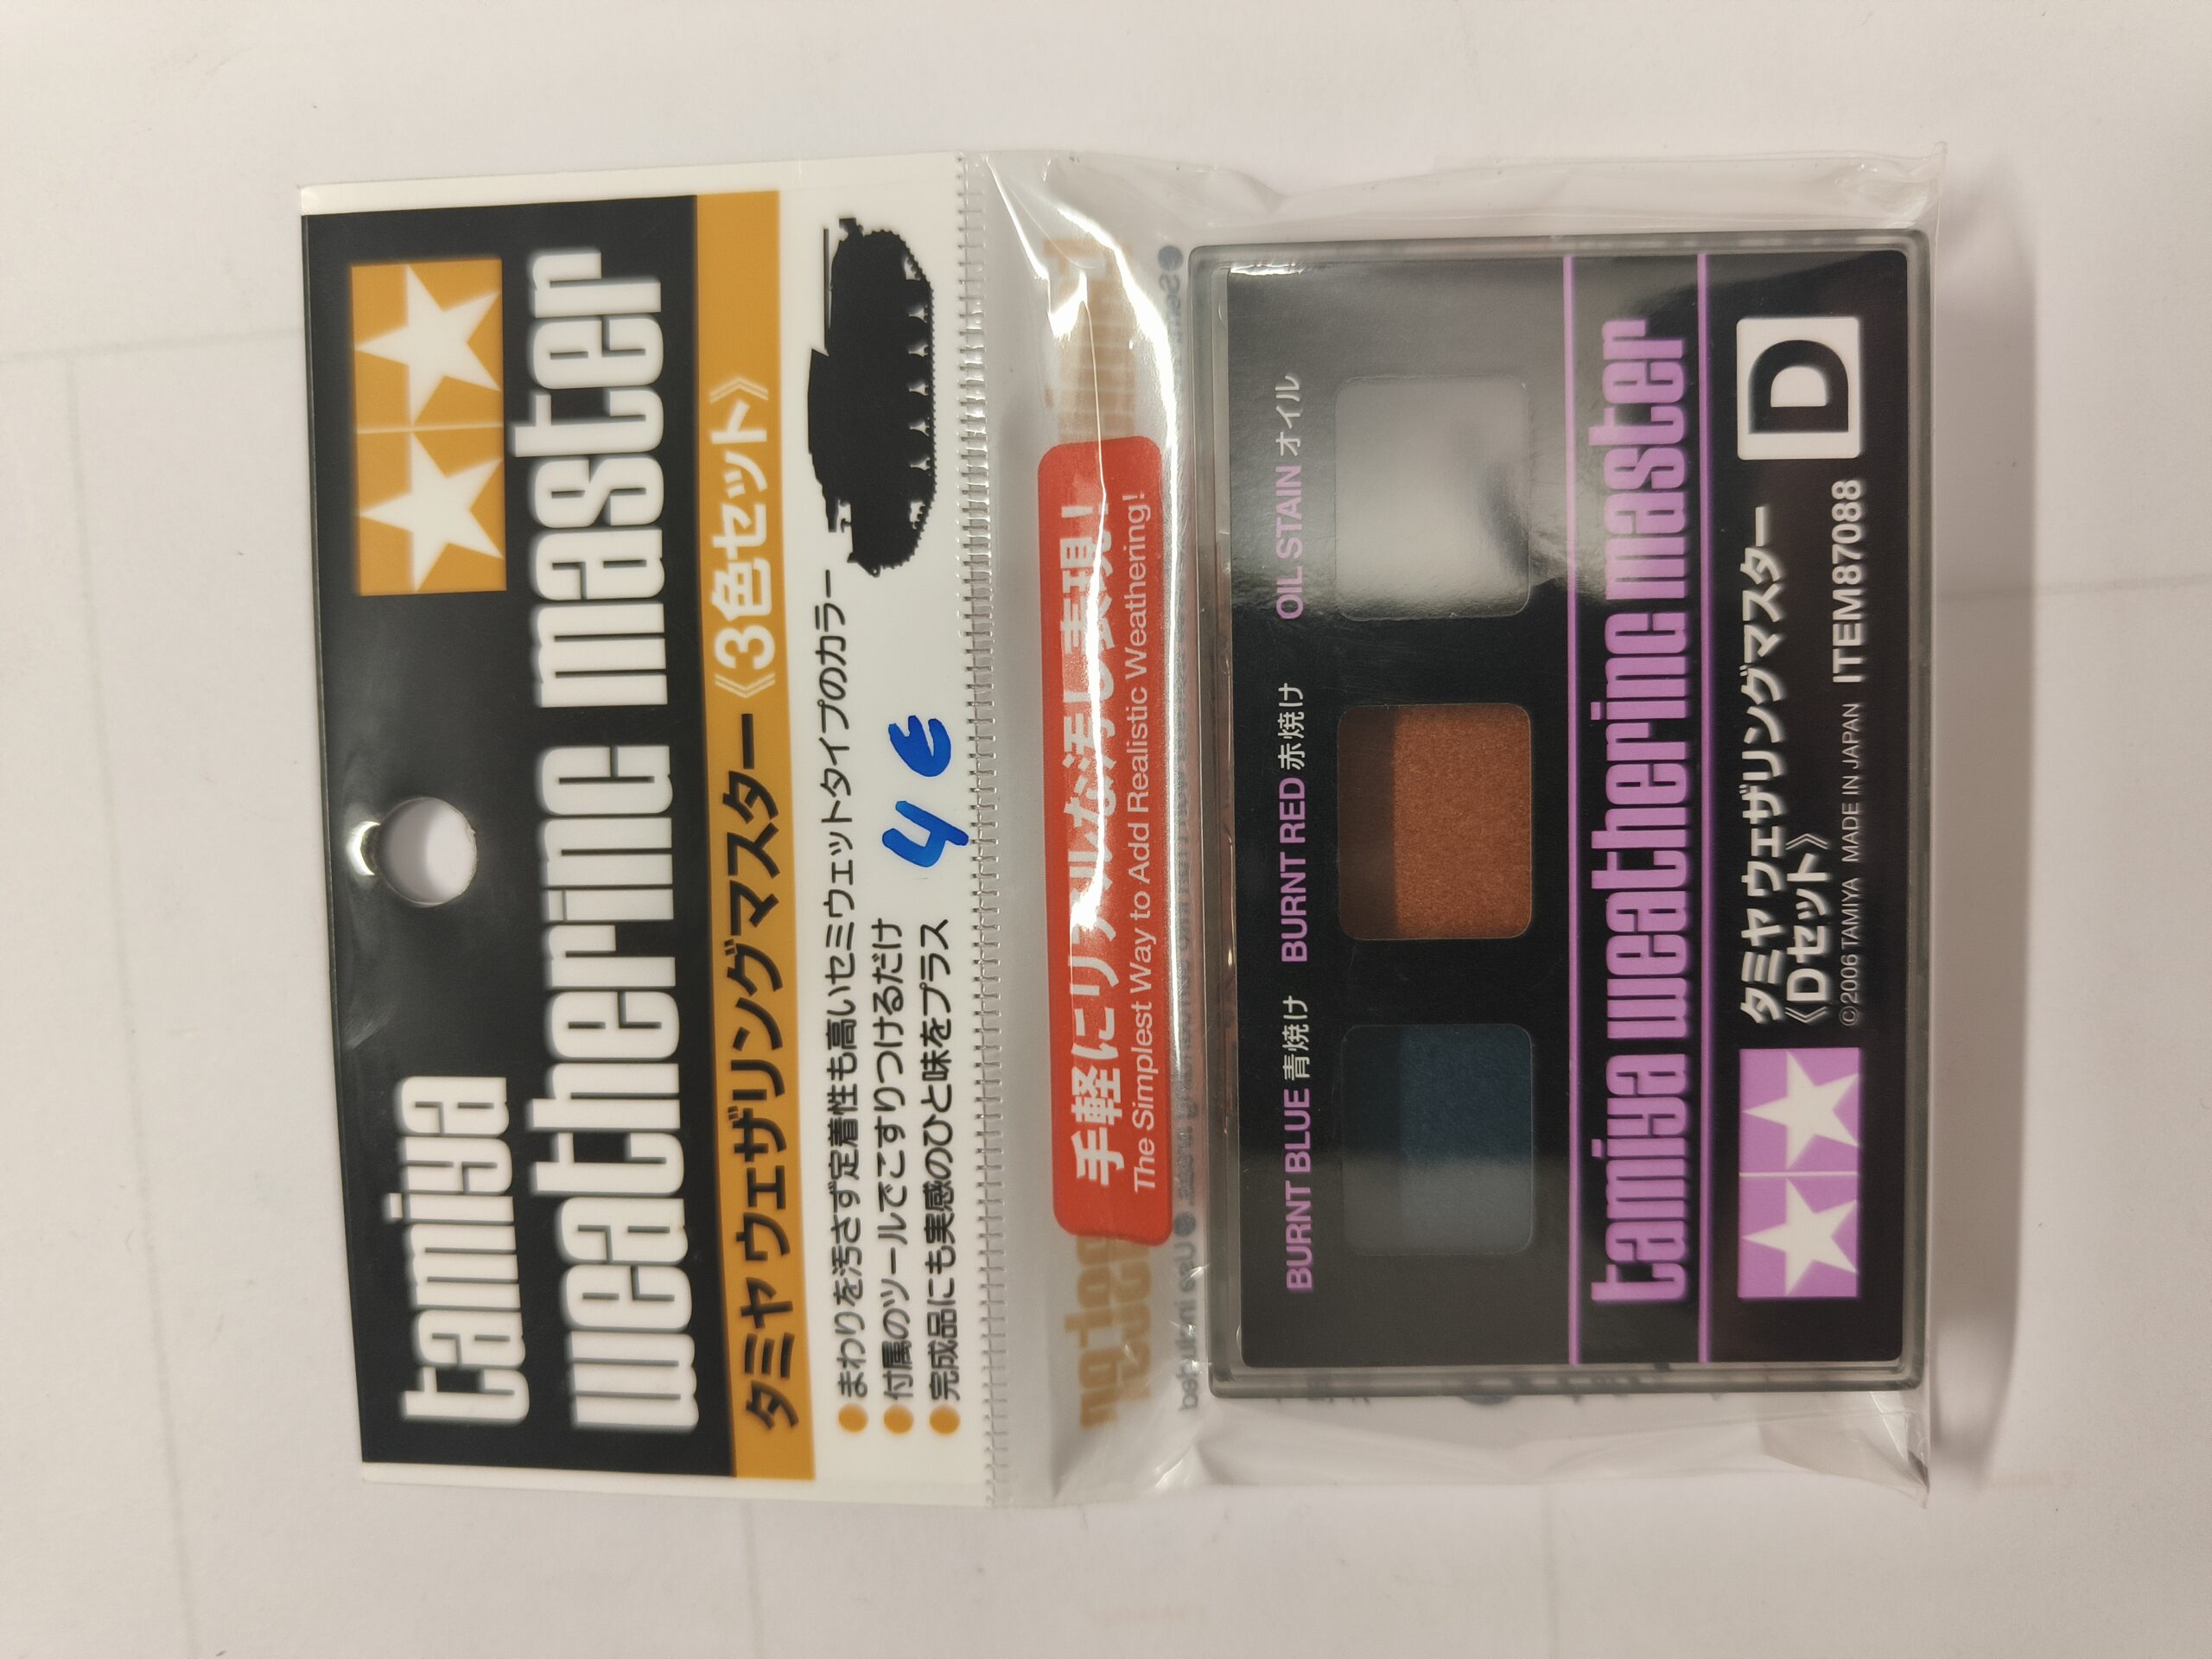 tamiya
weathering master
タミヤ ウェザリングマスター《3色セット》
●まわりを汚さず定着性も高いセミウェットタイプのカラー
●付属のツールでこすりつけるだけ
●完成品にも実感のひと味をプラス
4 €
手軽にリアルな汚し表現!
The Simplest Way to Add Realistic Weathering!
BURNT BLUE 青焼け BURNT RED 赤焼け OIL STAIN オイル
tamiya weathering master
タミヤ ウェザリングマスター
《Dセット》
D
©2006 TAMIYA MADE IN JAPAN ITEM 87088